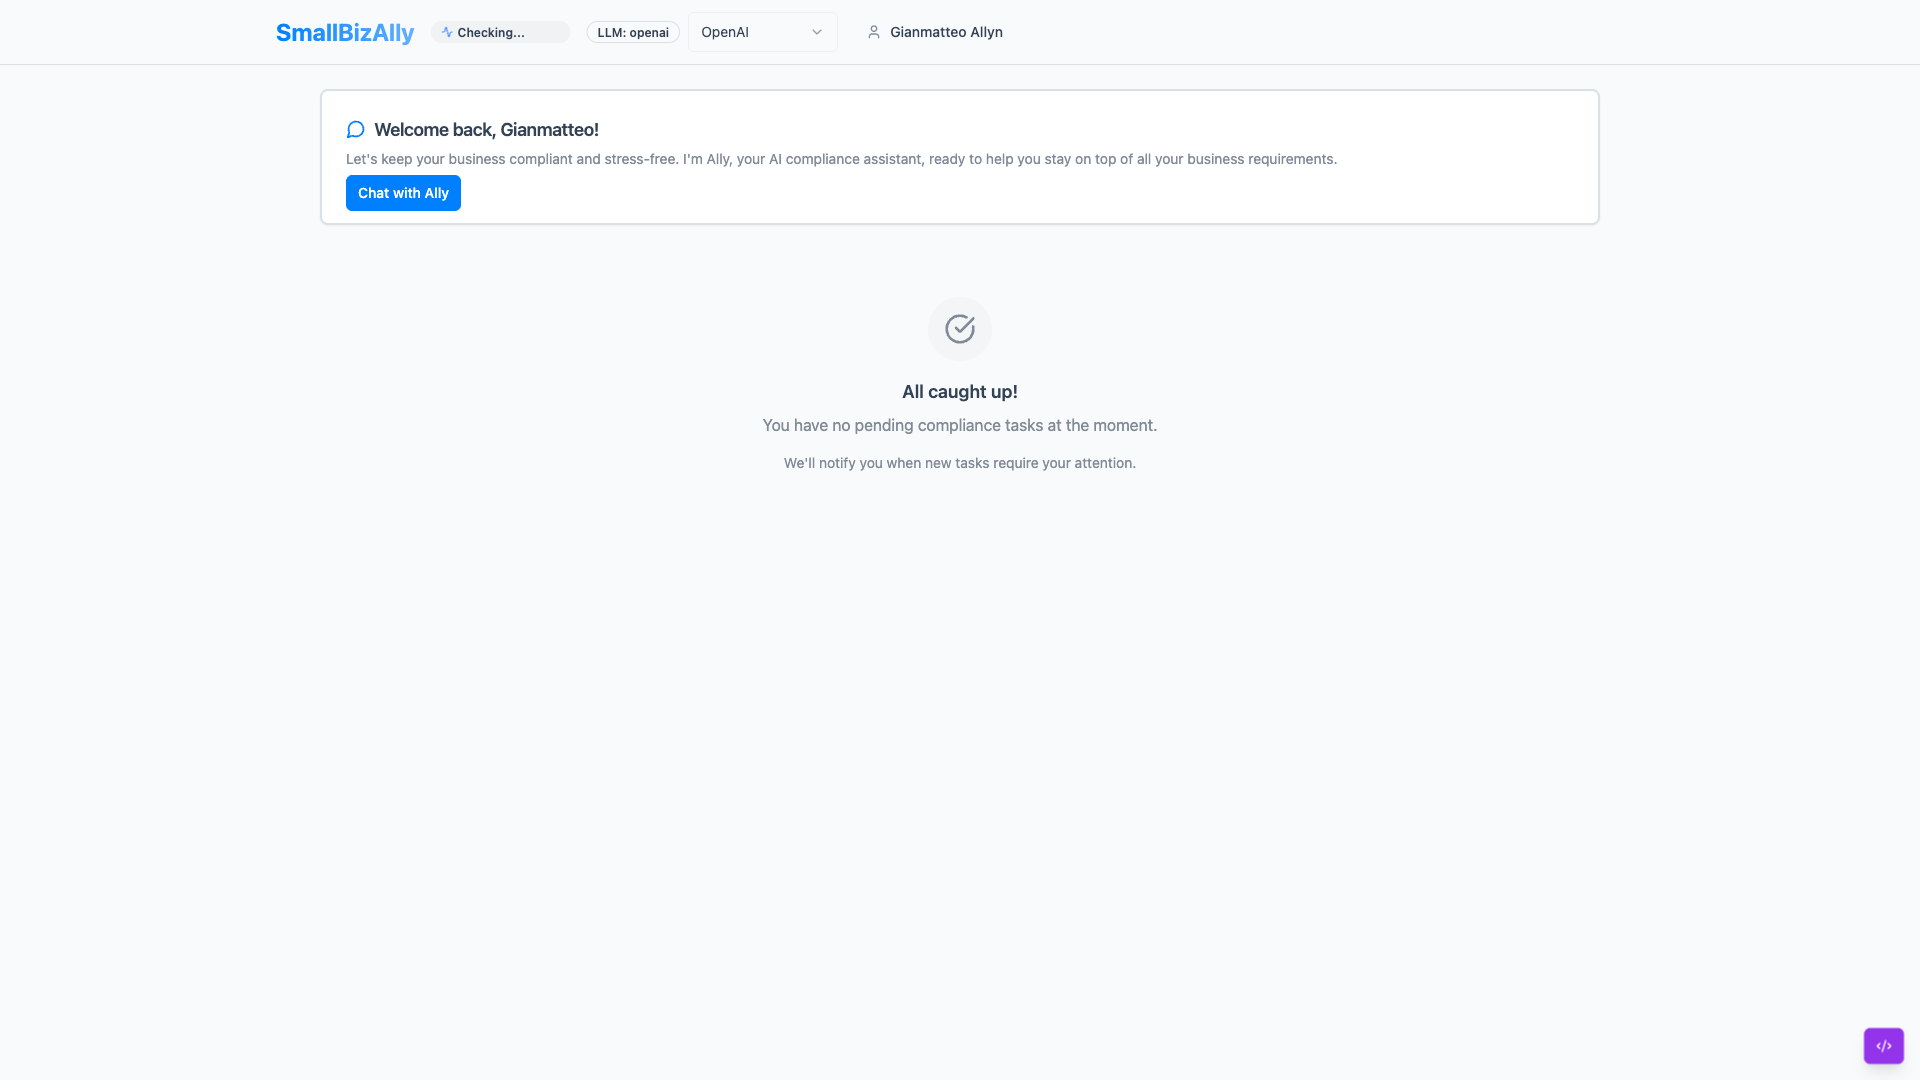 SmallBizAlly
Checking...
LLM: openai
OpenAI
Gianmatteo Allyn
Welcome back, Gianmatteo!
Let's keep your business compliant and stress-free. I'm Ally, your AI compliance assistant, ready to help you stay on top of all your business requirements.
Chat with Ally
All caught up!
You have no pending compliance tasks at the moment.
We'll notify you when new tasks require your attention.